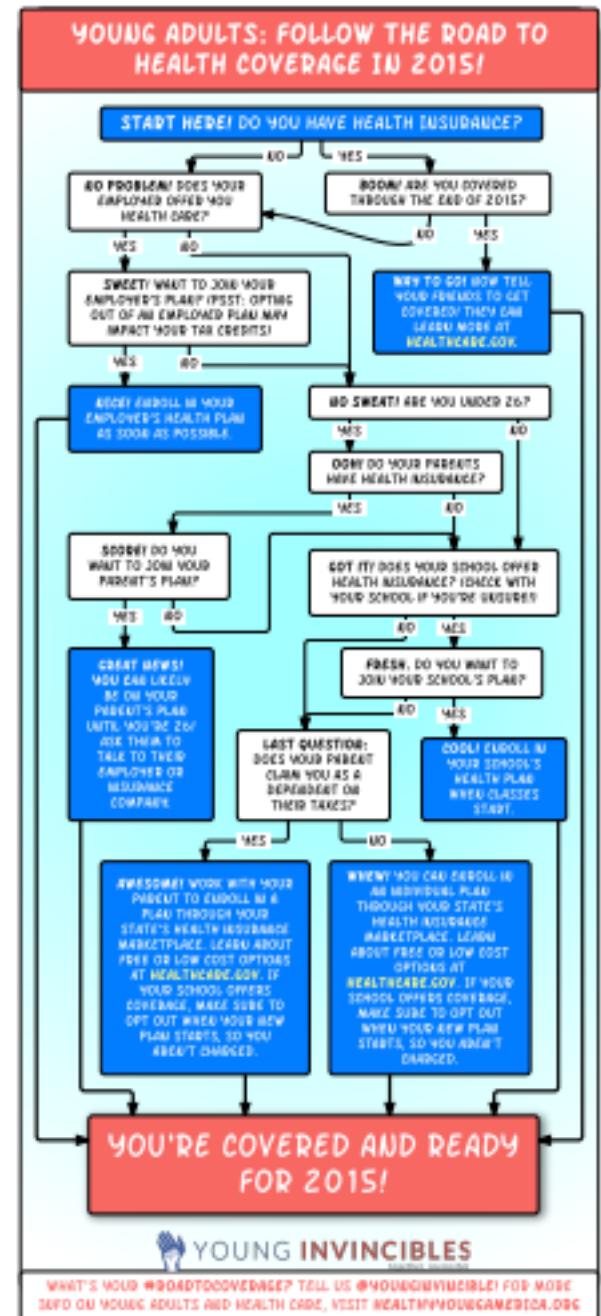 YOUNG ADULTS: FOLLOW THE ROAD TO
HEALTH COVERAGE IN 2015!
START HERE! DO YOU HAVE HEALTH INSURANCE?
NO
YES
NO PROBLEM! DOES YOUR
EMPLOYER OFFER YOU
HEALTH CARE?
BOOM! ARE YOU COVERED
THROUGH THE END OF 2015?
YES
NO
NO
YES
SWEET! WANT TO JOIN YOUR
EMPLOYER'S PLAN? (PSST: OPTING
OUT OF AN EMPLOYER PLAN MAY
IMPACT YOUR TAX CREDITS)
WAY TO GO! NOW TELL
YOUR FRIENDS TO GET
COVERED! THEY CAN
LEARN MORE AT
HEALTHCARE.GOV.
YES
NO
NICE! ENROLL IN YOUR
EMPLOYER'S HEALTH PLAN
AS SOON AS POSSIBLE.
NO SWEAT! ARE YOU UNDER 26?
YES
NO
OOH! DO YOUR PARENTS
HAVE HEALTH INSURANCE?
YES
NO
SCORE! DO YOU
WANT TO JOIN YOUR
PARENT'S PLAN?
GOT IT! DOES YOUR SCHOOL OFFER
HEALTH INSURANCE? (CHECK WITH
YOUR SCHOOL IF YOU'RE UNSURE!)
YES
NO
NO
YES
GREAT NEWS!
YOU CAN LIKELY
BE ON YOUR
PARENT'S PLAN
UNTIL YOU'RE 26!
ASK THEM TO
TALK TO THEIR
EMPLOYER OR
INSURANCE
COMPANY.
FRESH. DO YOU WANT TO
JOIN YOUR SCHOOL'S PLAN?
NO
YES
LAST QUESTION:
DOES YOUR PARENT
CLAIM YOU AS A
DEPENDENT ON
THEIR TAXES?
COOL! ENROLL IN
YOUR SCHOOL'S
HEALTH PLAN
WHEN CLASSES
START.
YES
NO
AWESOME! WORK WITH YOUR
PARENT TO ENROLL IN A
PLAN THROUGH YOUR
STATE'S HEALTH INSURANCE
MARKETPLACE. LEARN ABOUT
FREE OR LOW COST OPTIONS
AT HEALTHCARE.GOV. IF
YOUR SCHOOL OFFERS
COVERAGE, MAKE SURE TO
OPT OUT WHEN YOUR NEW
PLAN STARTS, SO YOU
AREN'T CHARGED.
WHEW! YOU CAN ENROLL IN
AN INDIVIDUAL PLAN
THROUGH YOUR STATE'S
HEALTH INSURANCE
MARKETPLACE. LEARN
ABOUT FREE OR LOW COST
OPTIONS AT
HEALTHCARE.GOV. IF YOUR
SCHOOL OFFERS COVERAGE,
MAKE SURE TO OPT OUT
WHEN YOUR NEW PLAN
STARTS, SO YOU AREN'T
CHARGED.
YOU'RE COVERED AND READY
FOR 2015!
YOUNG INVINCIBLES
WHAT'S YOUR #ROADTOCOVERAGE? TELL US @YOUNGINVINCIBLE! FOR MORE
INFO ON YOUNG ADULTS AND HEALTH CARE, VISIT HEALTHYYOUNGAMERICA.ORG